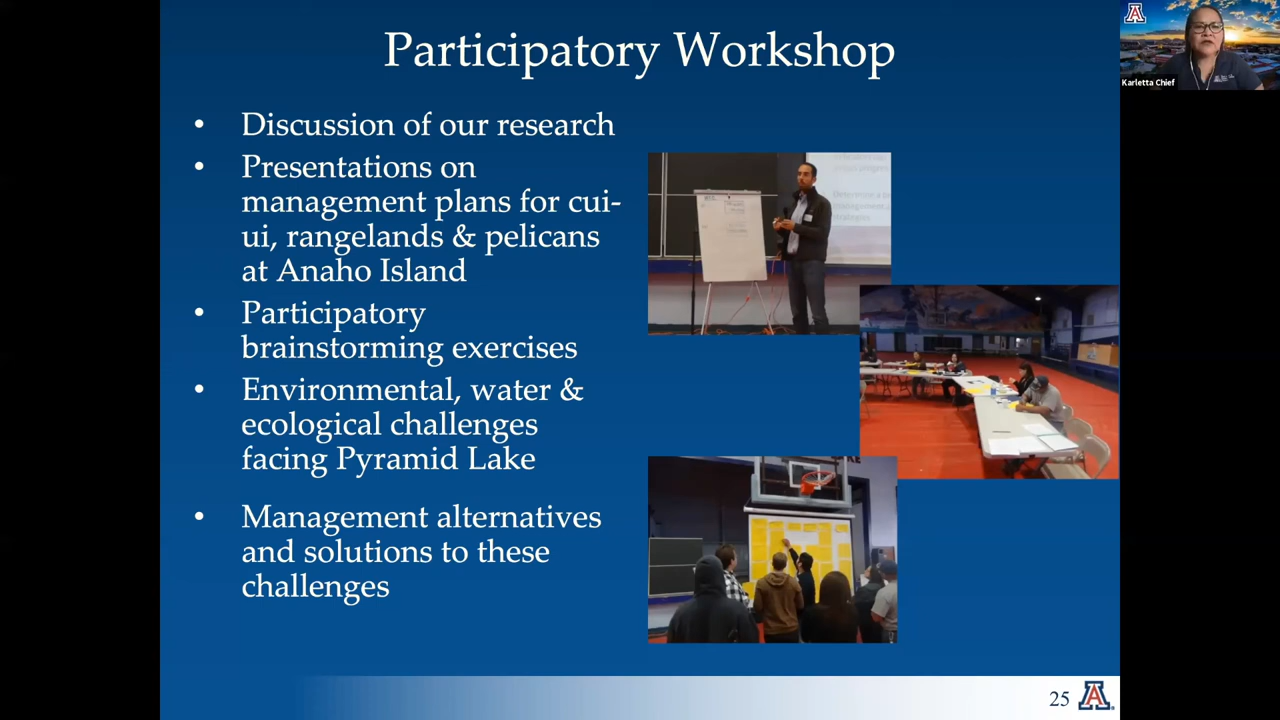 Participatory Workshop
• Discussion of our research
• Presentations on
management plans for cui-
ui, rangelands & pelicans
at Anaho Island
• Participatory
brainstorming exercises
• Environmental, water &
ecological challenges
facing Pyramid Lake
• Management alternatives
and solutions to these
challenges
25
A
A
Karletta Chief